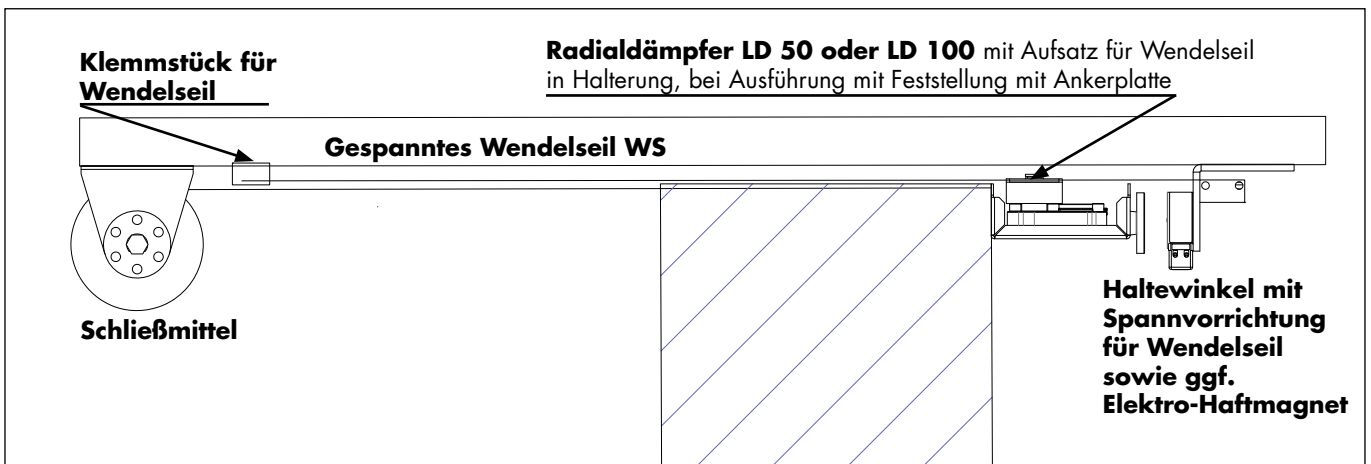 Klemmstück für
Wendelseil
Radialdämpfer LD 50 oder LD 100 mit Aufsatz für Wendelseil
in Halterung, bei Ausführung mit Feststellung mit Ankerplatte
Gespanntes Wendelseil WS
Schließmittel
Haltewinkel mit
Spannvorrichtung
für Wendelseil
sowie ggf.
Elektro-Haftmagnet